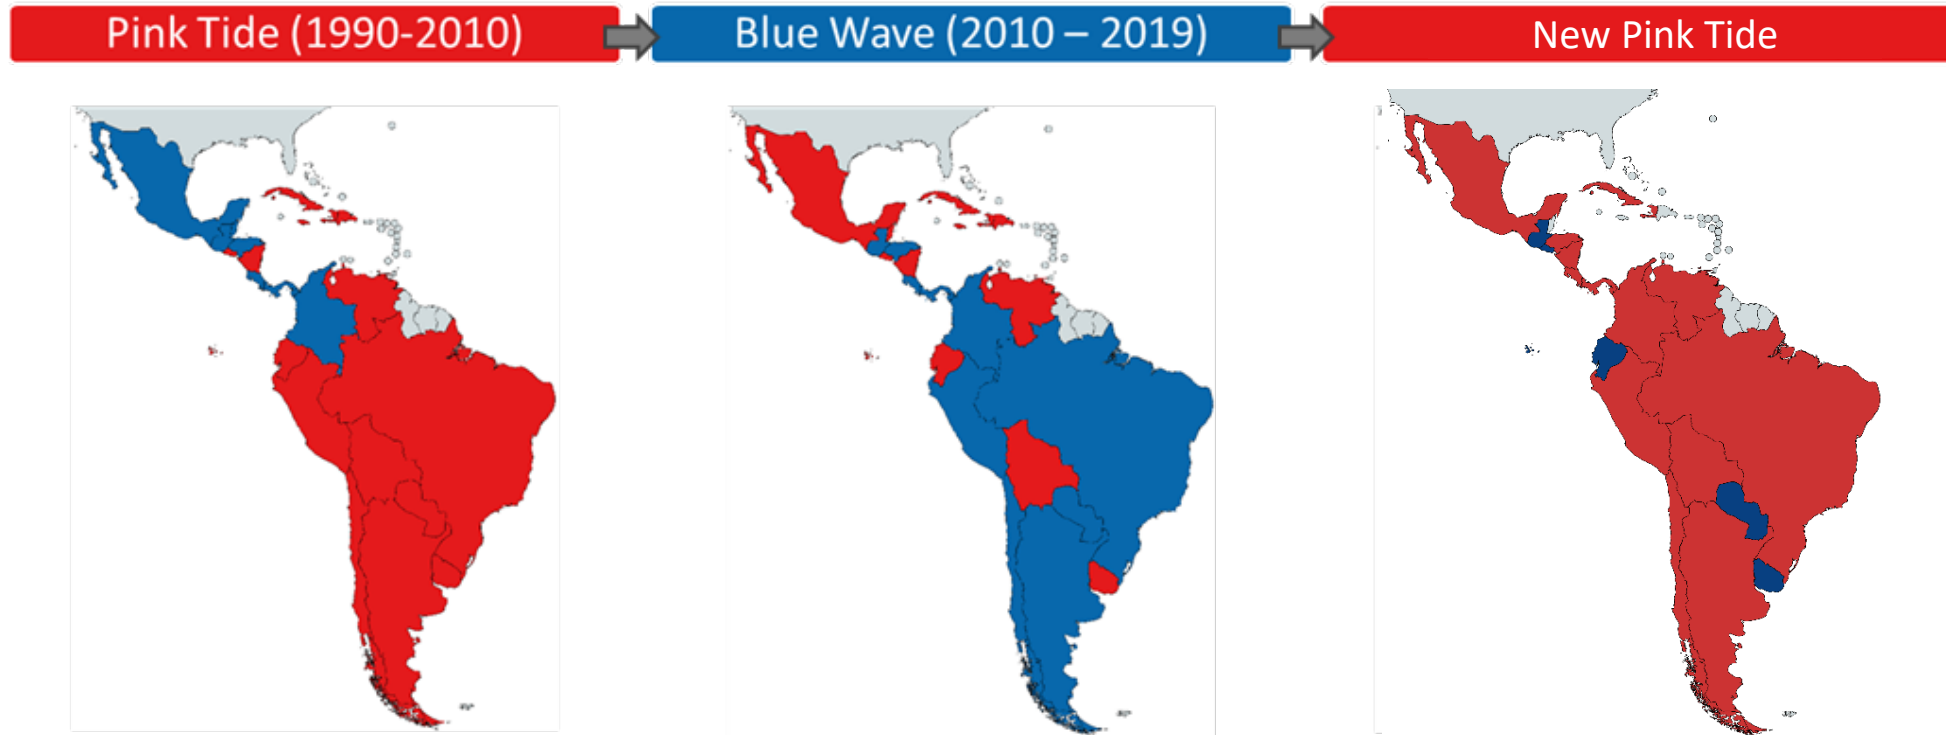 Pink Tide (1990-2010)
Blue Wave (2010 – 2019)
New Pink Tide